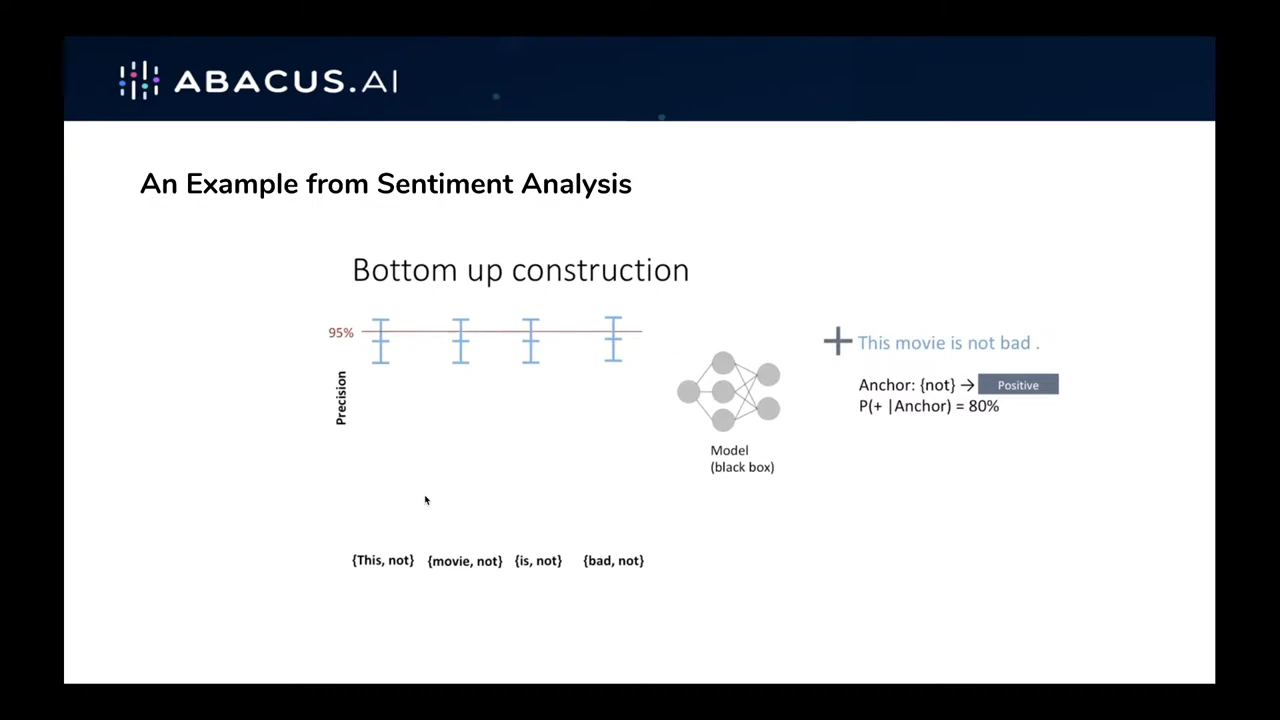 ABACUS.AI
An Example from Sentiment Analysis
Bottom up construction
95%
Precision
{This, not} {movie, not} {is, not} {bad, not}
Model
(black box)
+ This movie is not bad .
Anchor: {not} → Positive
P(+ |Anchor) = 80%